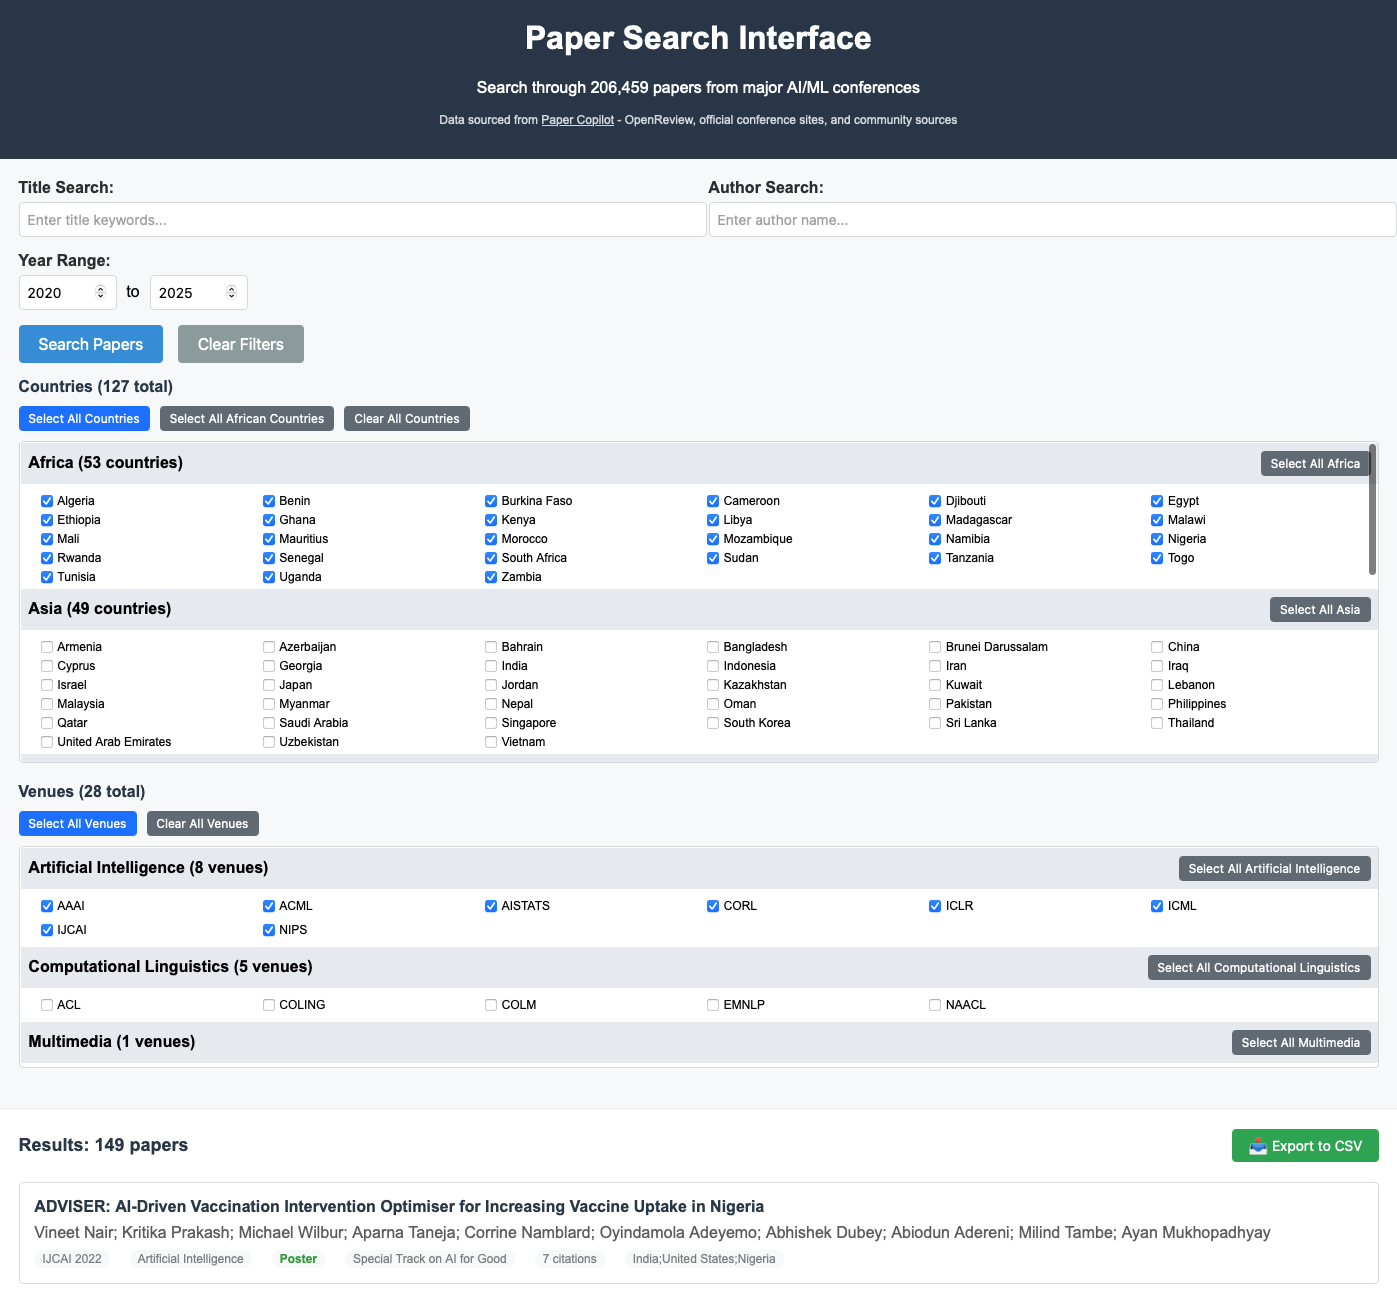 Paper Search Interface
Search through 206,459 papers from major AI/ML conferences
Data sourced from Paper Copilot - OpenReview, official conference sites, and community sources
Title Search:
Author Search:
Enter title keywords...
Enter author name...
Year Range:
2020 to 2025
Search Papers Clear Filters
Countries (127 total)
Select All Countries Select All African Countries Clear All Countries
Africa (53 countries) Select All Africa
Algeria Benin Burkina Faso Cameroon Djibouti Egypt
Ethiopia Ghana Kenya Libya Madagascar Malawi
Mali Mauritius Morocco Mozambique Namibia Nigeria
Rwanda Senegal South Africa Sudan Tanzania Togo
Tunisia Uganda Zambia
Asia (49 countries) Select All Asia
Armenia Azerbaijan Bahrain Bangladesh Brunei Darussalam China
Cyprus Georgia India Indonesia Iran Iraq
Israel Japan Jordan Kazakhstan Kuwait Lebanon
Malaysia Myanmar Nepal Oman Pakistan Philippines
Qatar Saudi Arabia Singapore South Korea Sri Lanka Thailand
United Arab Emirates Uzbekistan Vietnam
Venues (28 total)
Select All Venues Clear All Venues
Artificial Intelligence (8 venues) Select All Artificial Intelligence
AAAI ACML AISTATS CORL ICLR ICML
IJCAI NIPS
Computational Linguistics (5 venues) Select All Computational Linguistics
ACL COLING COLM EMNLP NAACL
Multimedia (1 venues) Select All Multimedia
Results: 149 papers Export to CSV
ADVISER: AI-Driven Vaccination Intervention Optimiser for Increasing Vaccine Uptake in Nigeria
Vineet Nair; Kritika Prakash; Michael Wilbur; Aparna Taneja; Corrine Namblard; Oyindamola Adeyemo; Abhishek Dubey; Abiodun Adereni; Milind Tambe; Ayan Mukhopadhyay
IJCAI 2022 Artificial Intelligence Poster Special Track on AI for Good 7 citations India;United States;Nigeria